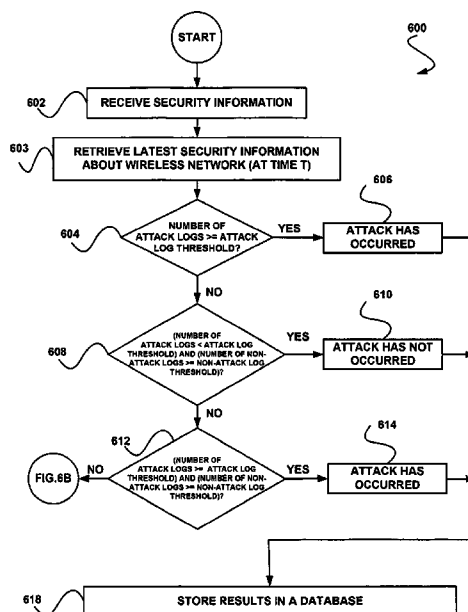 START
600
602
RECEIVE SECURITY INFORMATION
603
RETRIEVE LATEST SECURITY INFORMATION
ABOUT WIRELESS NETWORK (AT TIME T)
604
NUMBER OF
ATTACK LOGS >= ATTACK
LOG THRESHOLD?
YES
606
ATTACK HAS
OCCURRED
NO
608
(NUMBER OF
ATTACK LOGS < ATTACK LOG
THRESHOLD) AND (NUMBER OF NON-
ATTACK LOGS >= NON-ATTACK LOG
THRESHOLD)?
YES
610
ATTACK HAS NOT
OCCURRED
NO
612
(NUMBER OF
ATTACK LOGS >= ATTACK LOG
THRESHOLD) AND (NUMBER OF NON-
ATTACK LOGS >= NON-ATTACK LOG
THRESHOLD)?
YES
614
ATTACK HAS
OCCURRED
NO
FIG.6B
618
STORE RESULTS IN A DATABASE